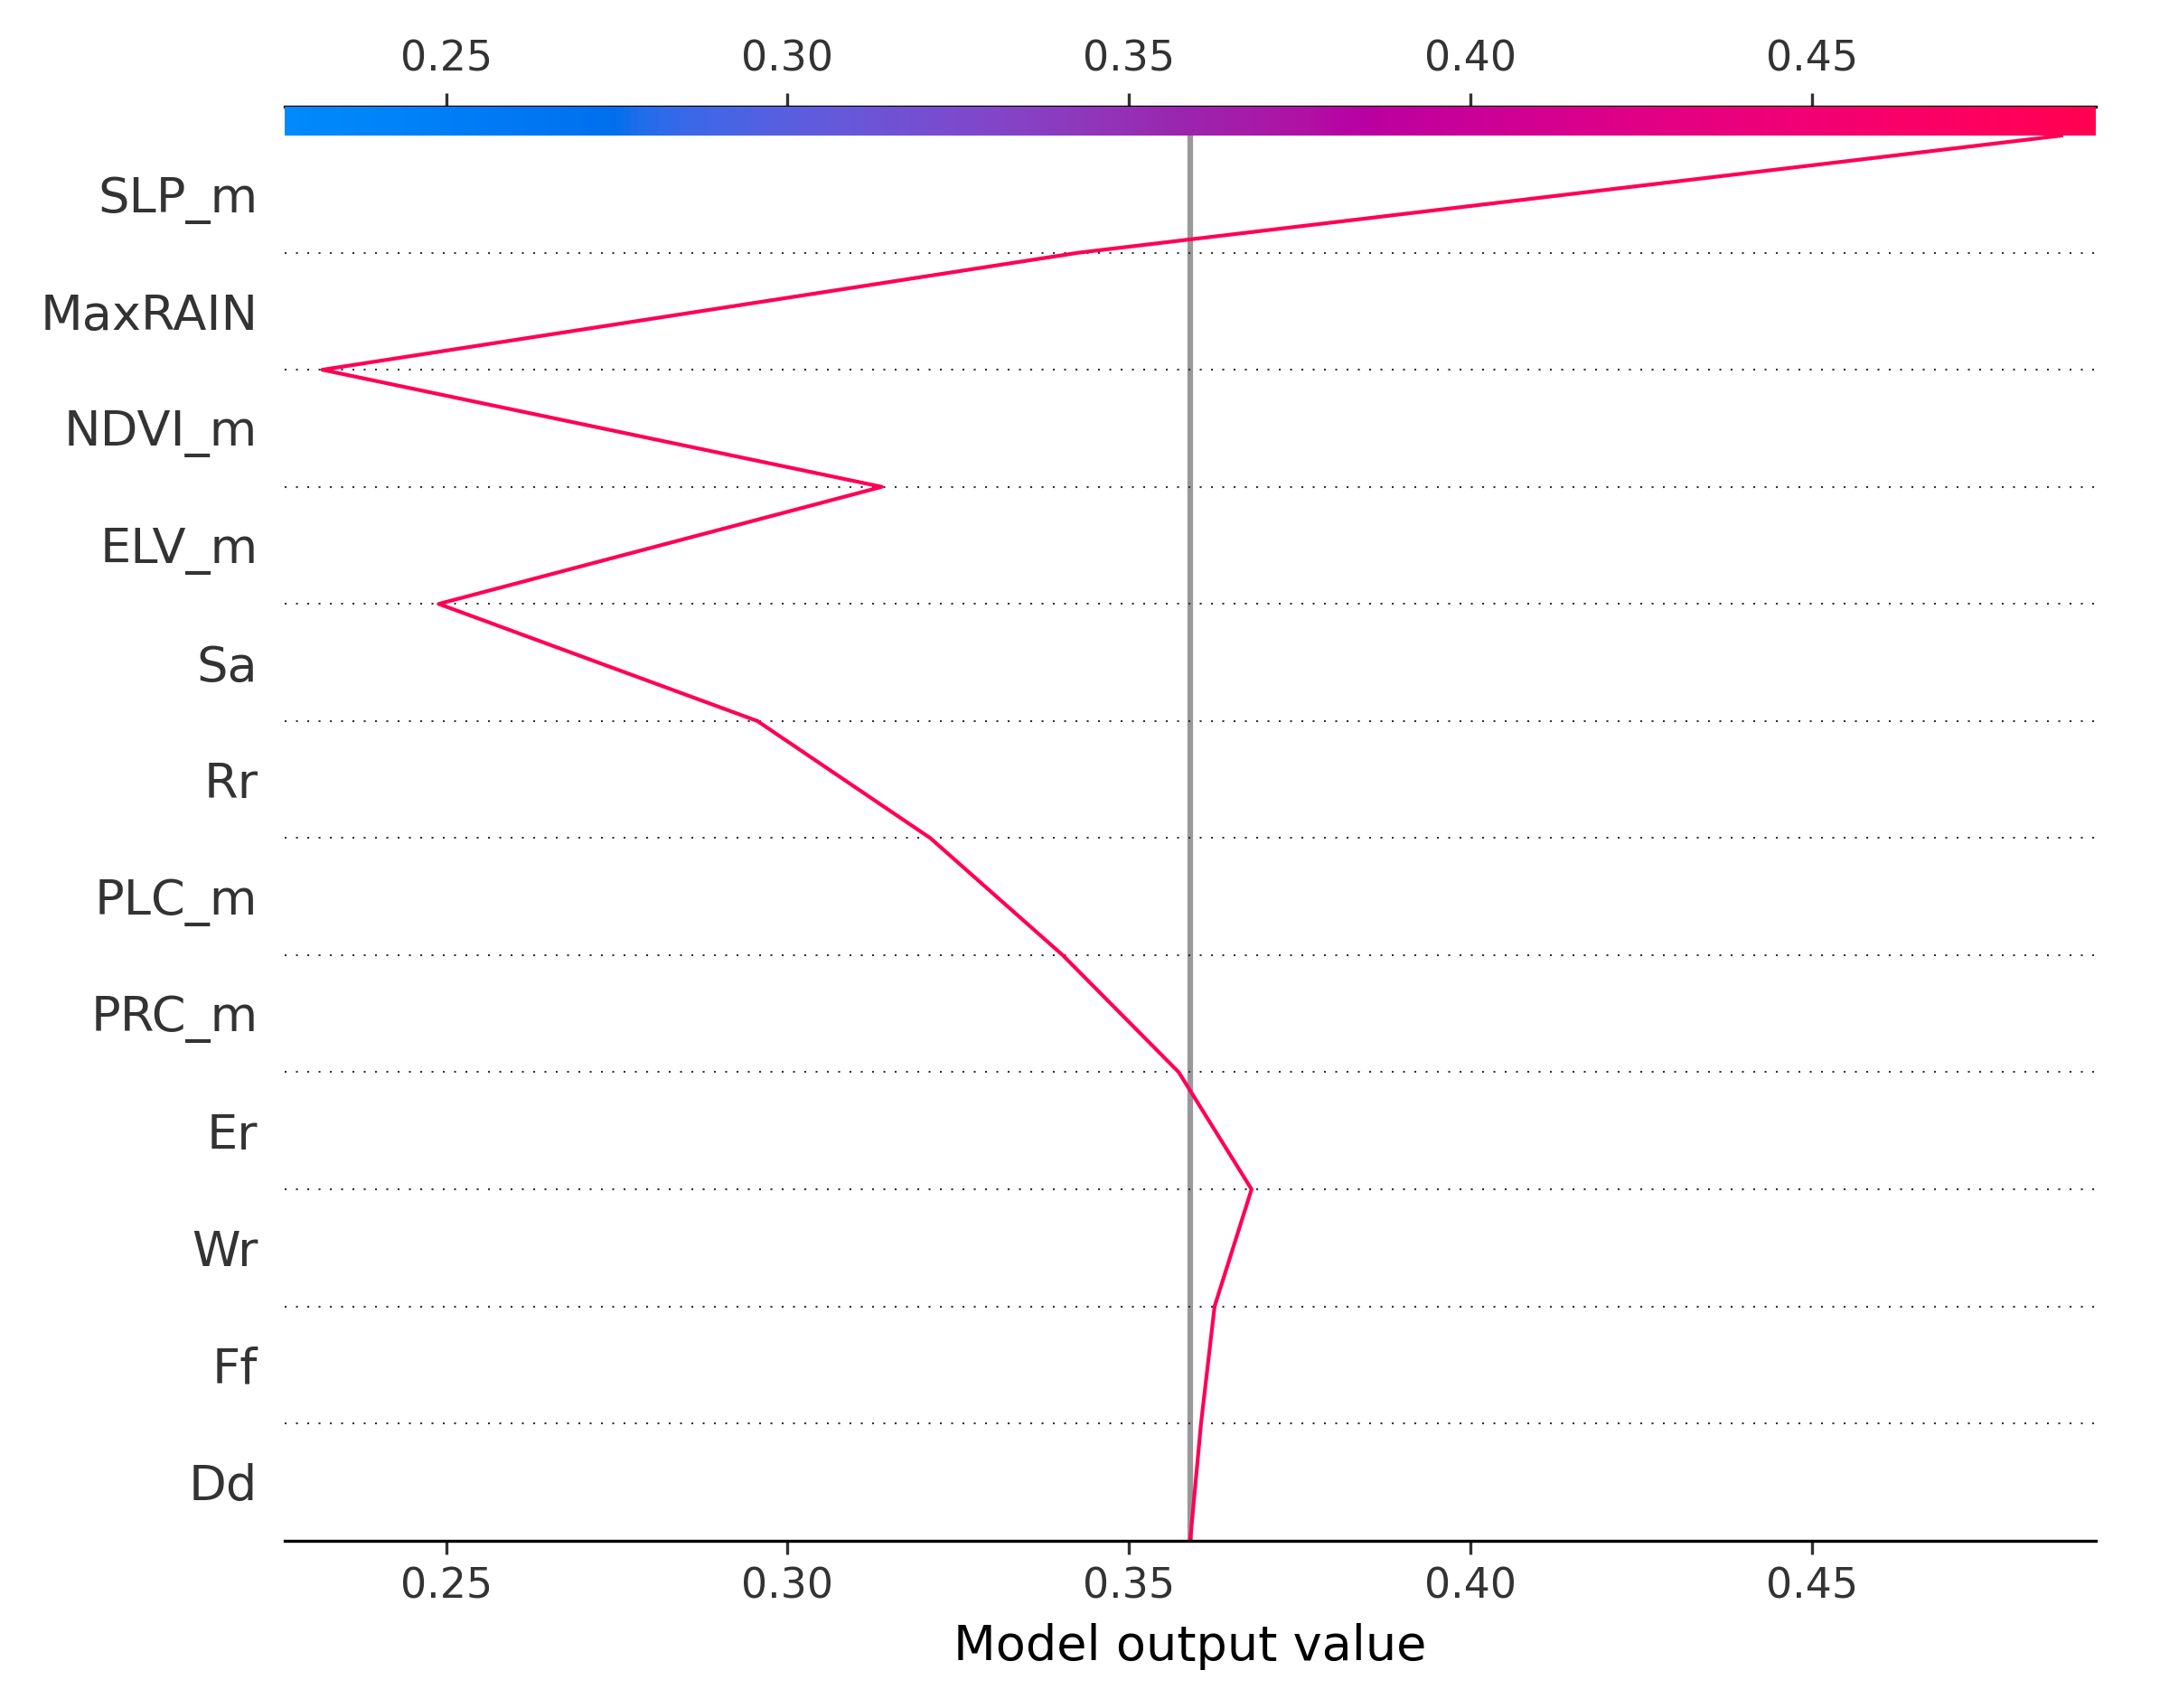 0.25 0.30 0.35 0.40 0.45
SLP_m
MaxRAIN
NDVI_m
ELV_m
Sa
Rr
PLC_m
PRC_m
Er
Wr
Ff
Dd
0.25 0.30 0.35 0.40 0.45
Model output value